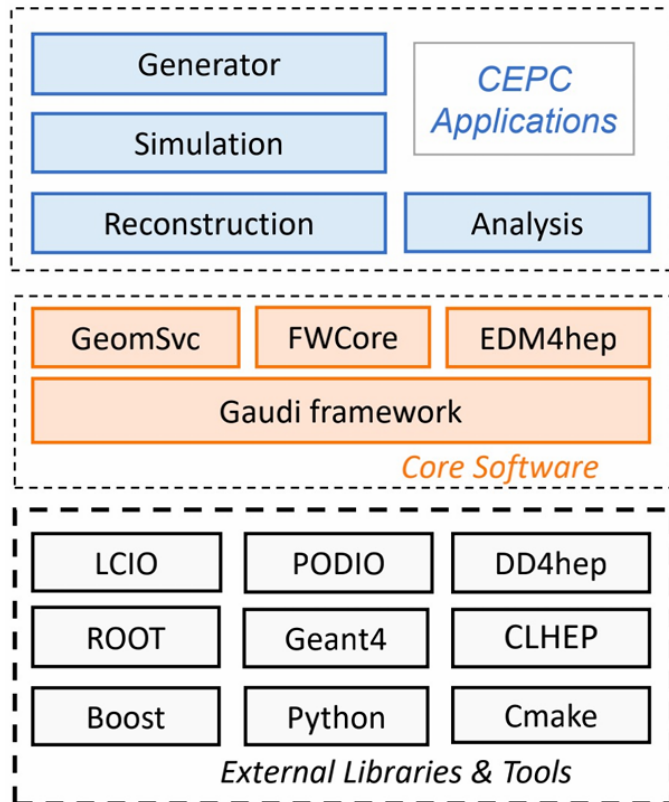 Generator
CEPC
Applications
Simulation
Reconstruction
Analysis
GeomSvc
FWCore
EDM4hep
Gaudi framework
Core Software
LCIO
PODIO
DD4hep
ROOT
Geant4
CLHEP
Boost
Python
Cmake
External Libraries & Tools